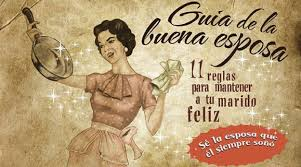 Guía de la
buena esposa
11 reglas
para mantener
a tu marido
feliz
Sé la esposa que
él siempre soñó